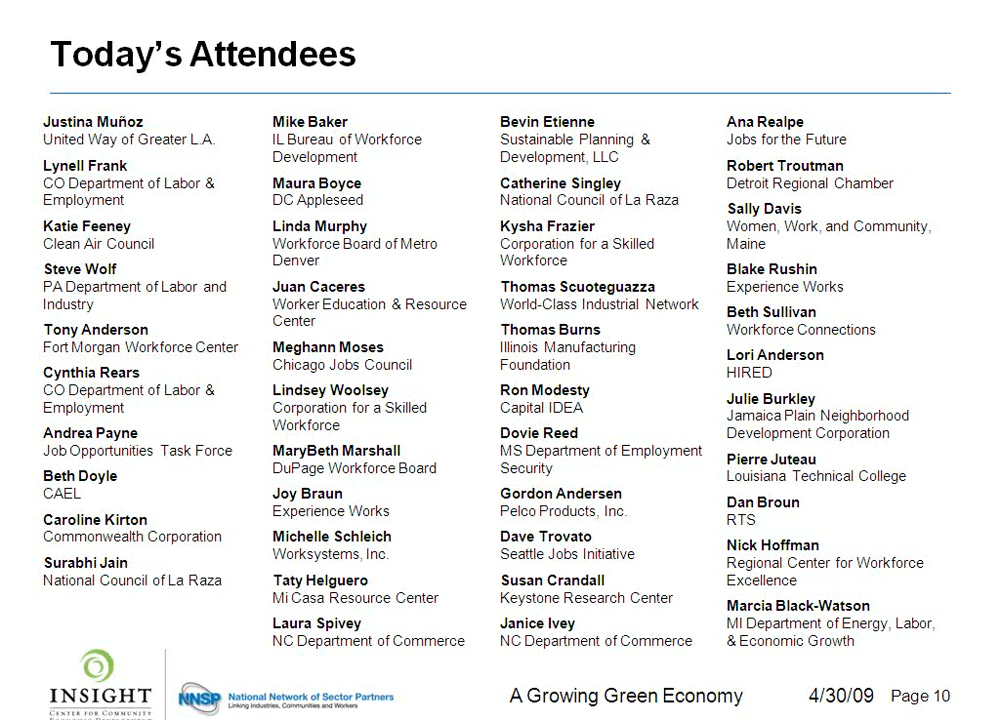 Today's Attendees
Justina Muñoz
United Way of Greater L.A.
Lynell Frank
CO Department of Labor &
Employment
Katie Feeney
Clean Air Council
Steve Wolf
PA Department of Labor and
Industry
Tony Anderson
Fort Morgan Workforce Center
Cynthia Rears
CO Department of Labor &
Employment
Andrea Payne
Job Opportunities Task Force
Beth Doyle
CAEL
Caroline Kirton
Commonwealth Corporation
Surabhi Jain
National Council of La Raza
Mike Baker
IL Bureau of Workforce
Development
Maura Boyce
DC Appleseed
Linda Murphy
Workforce Board of Metro
Denver
Juan Caceres
Worker Education & Resource
Center
Meghann Moses
Chicago Jobs Council
Lindsey Woolsey
Corporation for a Skilled
Workforce
MaryBeth Marshall
DuPage Workforce Board
Joy Braun
Experience Works
Michelle Schleich
Worksystems, Inc.
Taty Helguero
Mi Casa Resource Center
Laura Spivey
NC Department of Commerce
Bevin Etienne
Sustainable Planning &
Development, LLC
Catherine Singley
National Council of La Raza
Kysha Frazier
Corporation for a Skilled
Workforce
Thomas Scuoteguazza
World-Class Industrial Network
Thomas Burns
Illinois Manufacturing
Foundation
Ron Modesty
Capital IDEA
Dovie Reed
MS Department of Employment
Security
Gordon Andersen
Pelco Products, Inc.
Dave Trovato
Seattle Jobs Initiative
Susan Crandall
Keystone Research Center
Janice Ivey
NC Department of Commerce
Ana Realpe
Jobs for the Future
Robert Troutman
Detroit Regional Chamber
Sally Davis
Women, Work, and Community,
Maine
Blake Rushin
Experience Works
Beth Sullivan
Workforce Connections
Lori Anderson
HIRED
Julie Burkley
Jamaica Plain Neighborhood
Development Corporation
Pierre Juteau
Louisiana Technical College
Dan Broun
RTS
Nick Hoffman
Regional Center for Workforce
Excellence
Marcia Black-Watson
MI Department of Energy, Labor,
& Economic Growth
INSIGHT
CENTER FOR COMMUNITY
ECONOMIC DEVELOPMENT
NNSP
National Network of Sector Partners
Linking Industries, Communities and Workers
A Growing Green Economy
4/30/09
Page 10